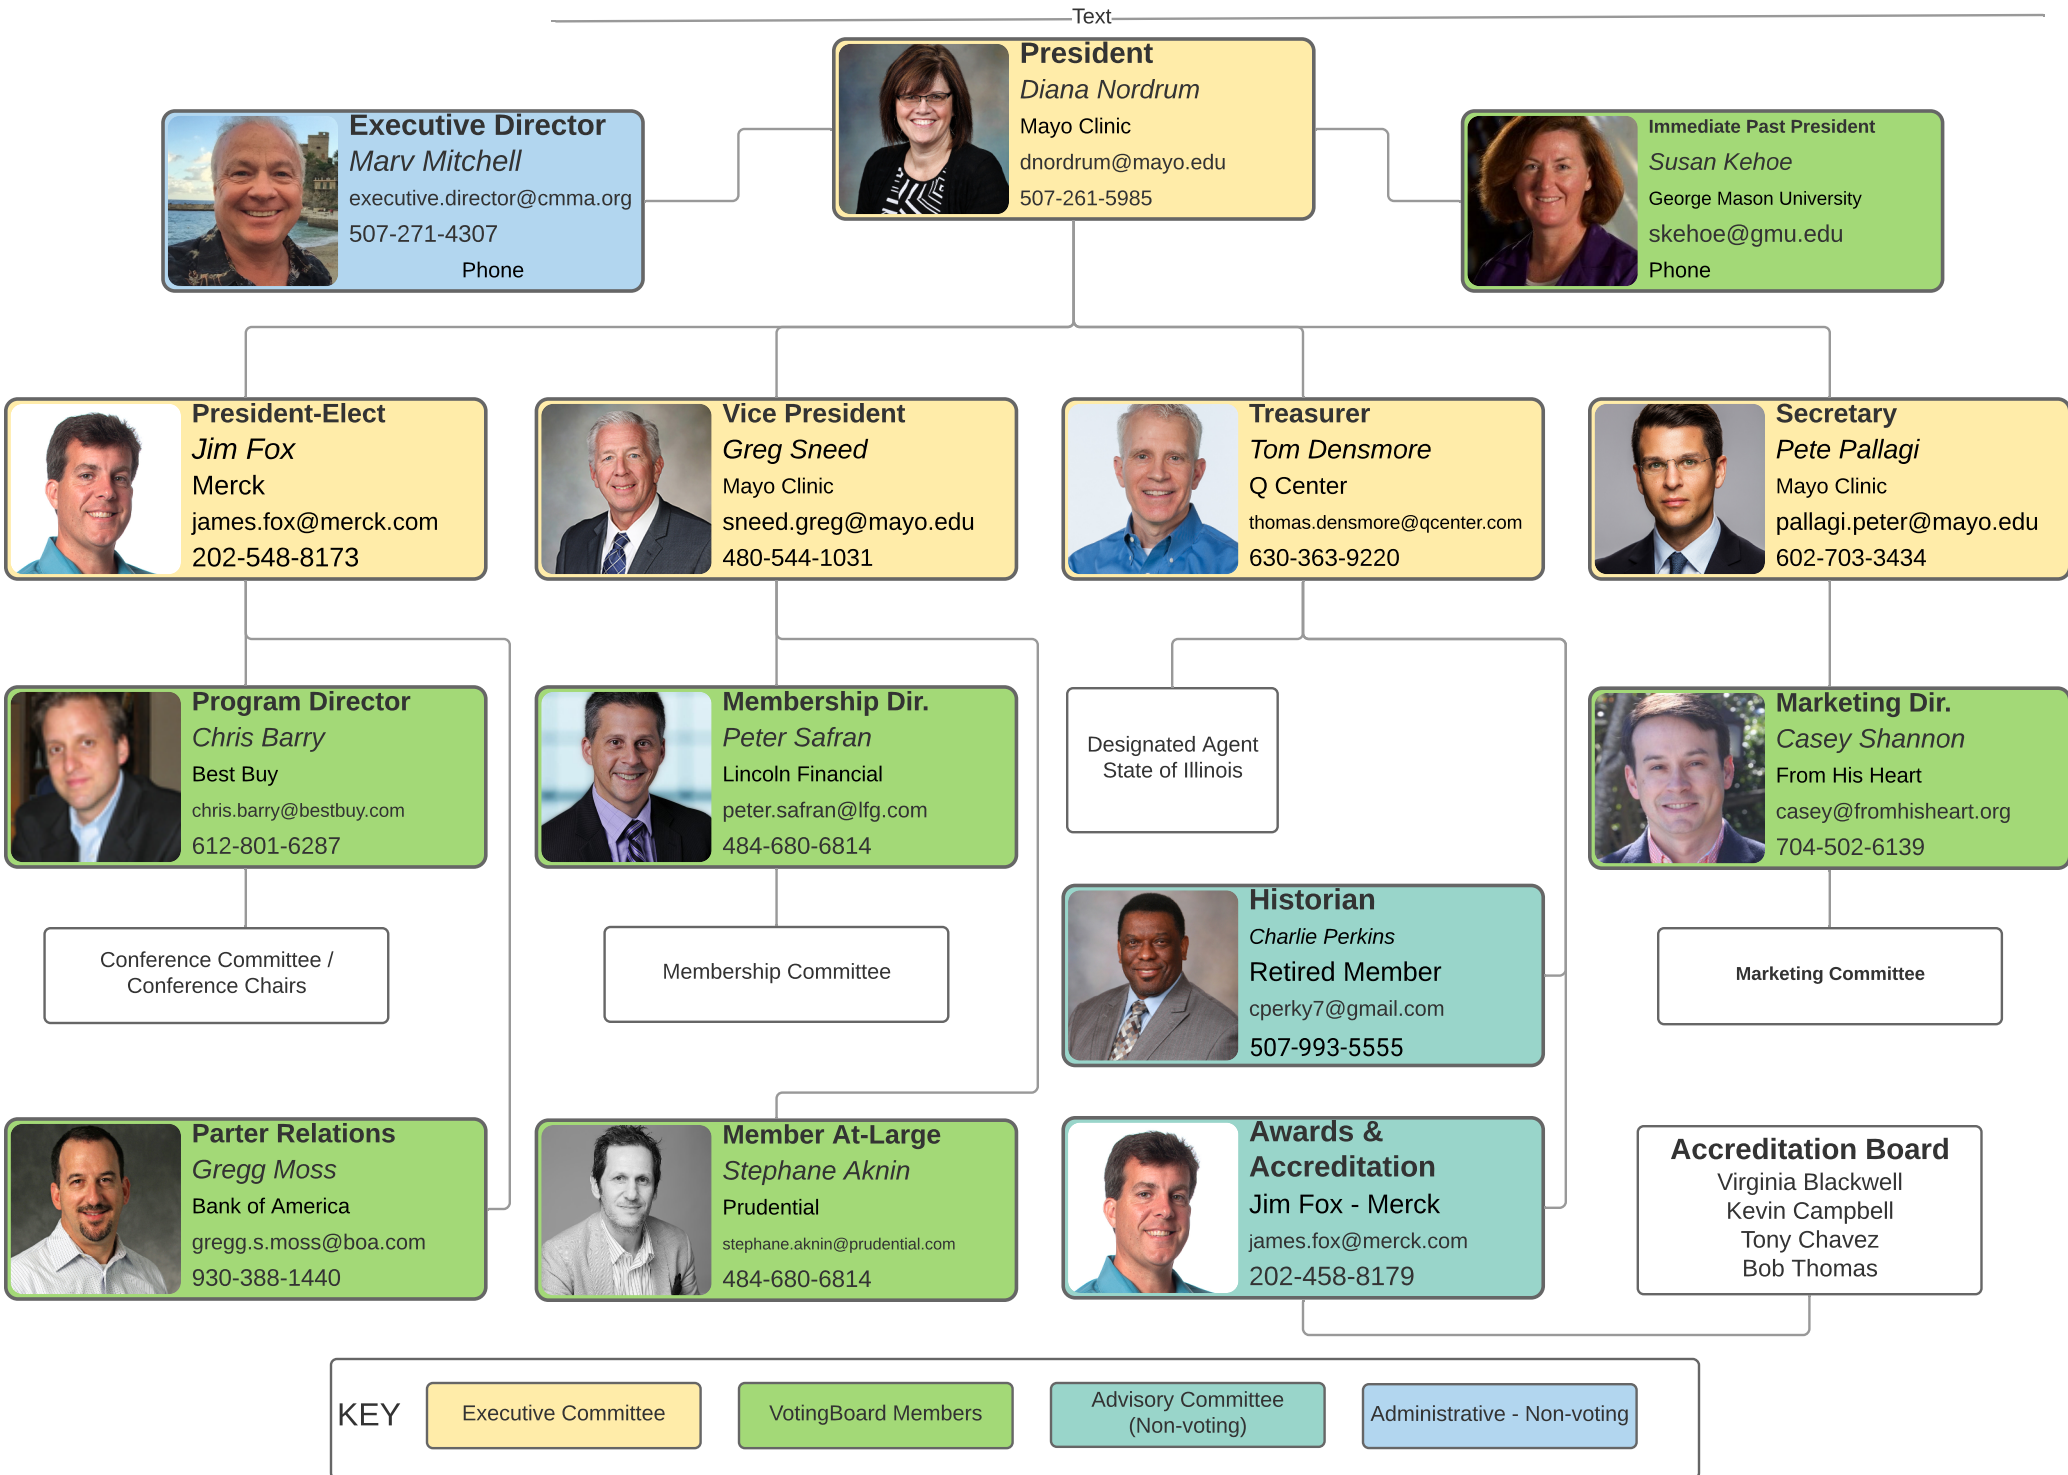 Text
President
Diana Nordrum
Mayo Clinic
dnordrum@mayo.edu
507-261-5985
Executive Director
Marv Mitchell
executive.director@cmma.org
507-271-4307
Phone
Immediate Past President
Susan Kehoe
George Mason University
skehoe@gmu.edu
Phone
President-Elect
Jim Fox
Merck
james.fox@merck.com
202-548-8173
Vice President
Greg Sneed
Mayo Clinic
sneed.greg@mayo.edu
480-544-1031
Treasurer
Tom Densmore
Q Center
thomas.densmore@qcenter.com
630-363-9220
Secretary
Pete Pallagi
Mayo Clinic
pallagi.peter@mayo.edu
602-703-3434
Program Director
Chris Barry
Best Buy
chris.barry@bestbuy.com
612-801-6287
Membership Dir.
Peter Safran
Lincoln Financial
peter.safran@lfg.com
484-680-6814
Designated Agent
State of Illinois
Marketing Dir.
Casey Shannon
From His Heart
casey@fromhisheart.org
704-502-6139
Conference Committee /
Conference Chairs
Membership Committee
Historian
Charlie Perkins
Retired Member
cperky7@gmail.com
507-993-5555
Marketing Committee
Parter Relations
Gregg Moss
Bank of America
gregg.s.moss@boa.com
930-388-1440
Member At-Large
Stephane Aknin
Prudential
stephane.aknin@prudential.com
484-680-6814
Awards &
Accreditation
Jim Fox - Merck
james.fox@merck.com
202-458-8179
Accreditation Board
Virginia Blackwell
Kevin Campbell
Tony Chavez
Bob Thomas
KEY
Executive Committee
VotingBoard Members
Advisory Committee
(Non-voting)
Administrative - Non-voting